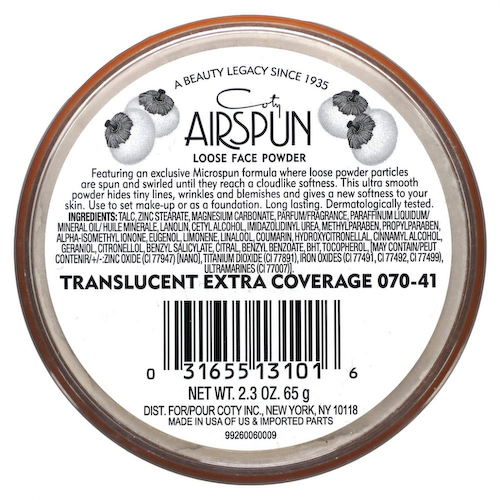 A BEAUTY LEGACY SINCE 1935
Coty
AIRSPUN
LOOSE FACE POWDER
Featuring an exclusive Microspun formula where loose powder particles
are spun and swirled until they reach a cloudlike softness. This ultra smooth
powder hides tiny lines, wrinkles and blemishes and gives a new softness to your
skin. Use to set make-up or as a foundation. Long lasting. Dermatologically tested.
INGREDIENTS: TALC, ZINC STEARATE, MAGNESIUM CARBONATE, PARFUM/FRAGRANCE, PARAFFINUM LIQUIDUM/
MINERAL OIL/ HUILE MINERALE, LANOLIN, CETYL ALCOHOL, IMIDAZOLIDINYL UREA, METHYLPARABEN, PROPYLPARABEN,
ALPHA-ISOMETHYL IONONE, EUGENOL, LIMONENE, LINALOOL, COUMARIN, HYDROXYCITRONELLAL, CINNAMYL ALCOHOL,
GERANIOL, CITRONELLOL, BENZYL SALICYLATE, CITRAL, BENZYL BENZOATE, BHT, TOCOPHEROL, [MAY CONTAIN/PEUT
CONTENIR/+/-:ZINC OXIDE (CI 77947) [NANO], TITANIUM DIOXIDE (CI 77891), IRON OXIDES (CI 77491, CI 77492, CI 77499),
ULTRAMARINES (CI 77007)].
TRANSLUCENT EXTRA COVERAGE 070-41
0 31655 13101 6
NET WT. 2.3 OZ. 65 g
DIST. FOR/POUR COTY INC., NEW YORK, NY 10118
MADE IN USA OF US & IMPORTED PARTS
99260060009